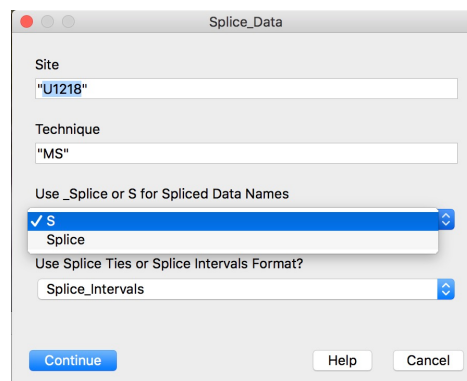 Splice_Data
Site
"U1218"
Technique
"MS"
Use _Splice or S for Spliced Data Names
✓ S
Splice
Use Splice Ties or Splice Intervals Format?
Splice_Intervals
Continue Help Cancel